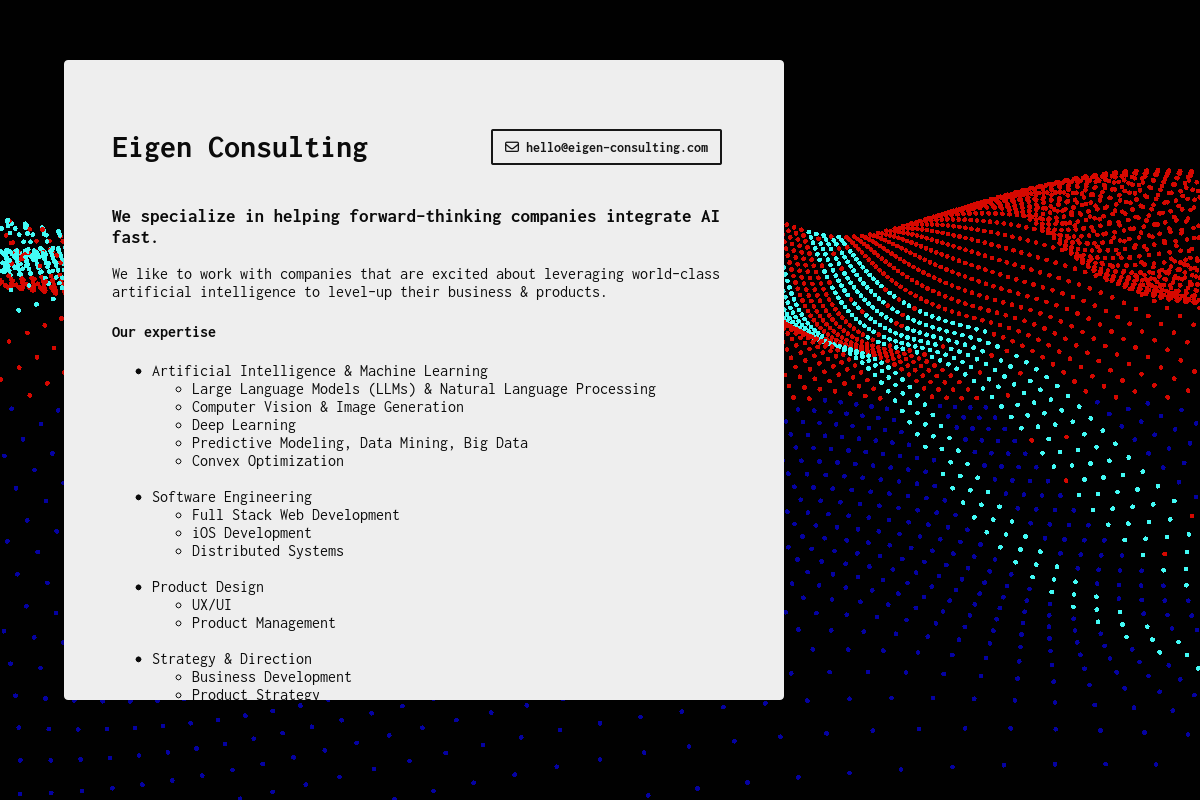 Eigen Consulting
hello@eigen-consulting.com
We specialize in helping forward-thinking companies integrate AI
fast.
We like to work with companies that are excited about leveraging world-class
artificial intelligence to level-up their business & products.
Our expertise
Artificial Intelligence & Machine Learning
Large Language Models (LLMs) & Natural Language Processing
Computer Vision & Image Generation
Deep Learning
Predictive Modeling, Data Mining, Big Data
Convex Optimization
Software Engineering
Full Stack Web Development
iOS Development
Distributed Systems
Product Design
UX/UI
Product Management
Strategy & Direction
Business Development
Product Strategy